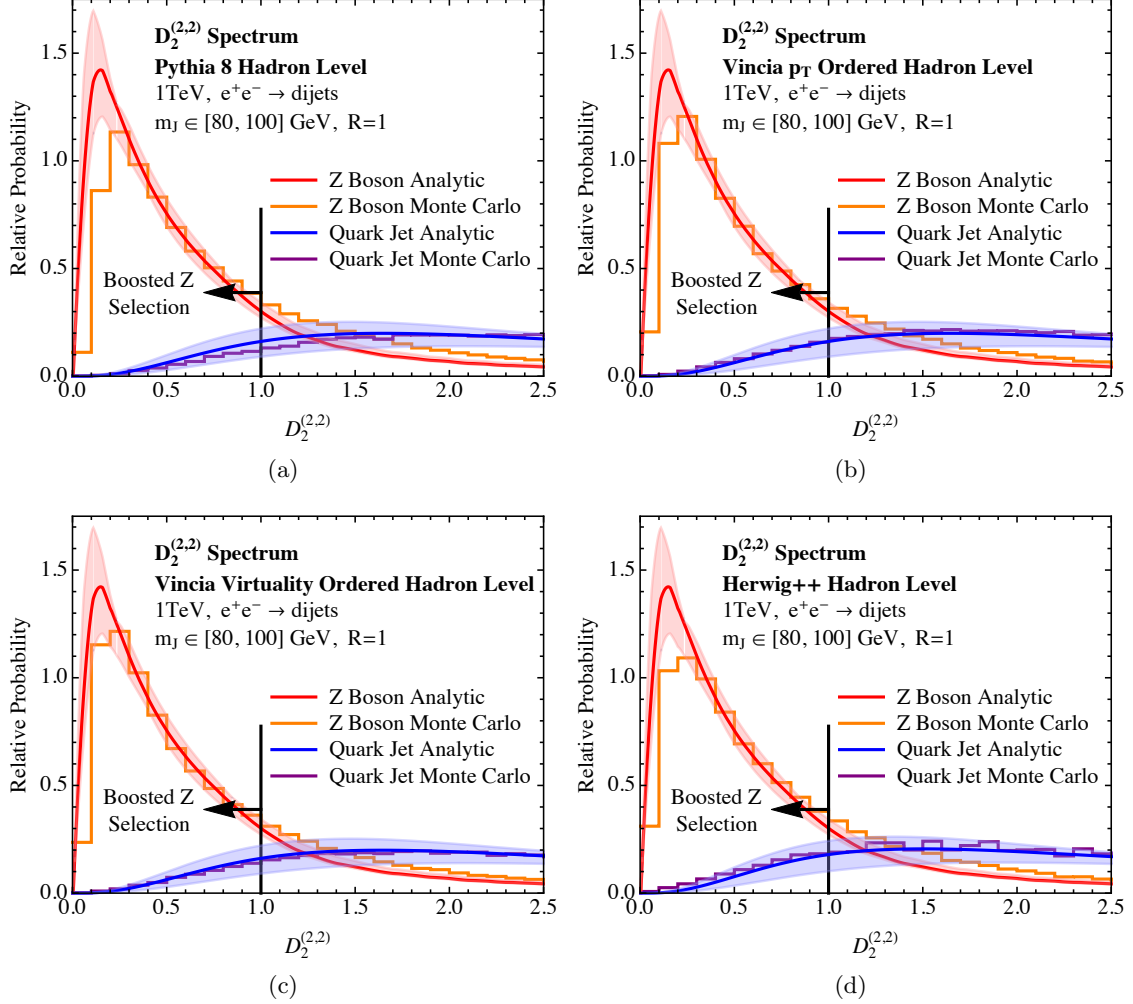 D₂^(2,2) Spectrum
Pythia 8 Hadron Level
1TeV, e⁺e⁻ → dijets
m_J ∈ [80, 100] GeV, R=1
Z Boson Analytic
Z Boson Monte Carlo
Quark Jet Analytic
Quark Jet Monte Carlo
Boosted Z
Selection
Relative Probability
0.0
0.5
1.0
1.5
0.0 0.5 1.0 1.5 2.0 2.5
D₂^(2,2)
(a)
D₂^(2,2) Spectrum
Vincia p_T Ordered Hadron Level
1TeV, e⁺e⁻ → dijets
m_J ∈ [80, 100] GeV, R=1
Z Boson Analytic
Z Boson Monte Carlo
Quark Jet Analytic
Quark Jet Monte Carlo
Boosted Z
Selection
Relative Probability
0.0
0.5
1.0
1.5
0.0 0.5 1.0 1.5 2.0 2.5
D₂^(2,2)
(b)
D₂^(2,2) Spectrum
Vincia Virtuality Ordered Hadron Level
1TeV, e⁺e⁻ → dijets
m_J ∈ [80, 100] GeV, R=1
Z Boson Analytic
Z Boson Monte Carlo
Quark Jet Analytic
Quark Jet Monte Carlo
Boosted Z
Selection
Relative Probability
0.0
0.5
1.0
1.5
0.0 0.5 1.0 1.5 2.0 2.5
D₂^(2,2)
(c)
D₂^(2,2) Spectrum
Herwig++ Hadron Level
1TeV, e⁺e⁻ → dijets
m_J ∈ [80, 100] GeV, R=1
Z Boson Analytic
Z Boson Monte Carlo
Quark Jet Analytic
Quark Jet Monte Carlo
Boosted Z
Selection
Relative Probability
0.0
0.5
1.0
1.5
0.0 0.5 1.0 1.5 2.0 2.5
D₂^(2,2)
(d)